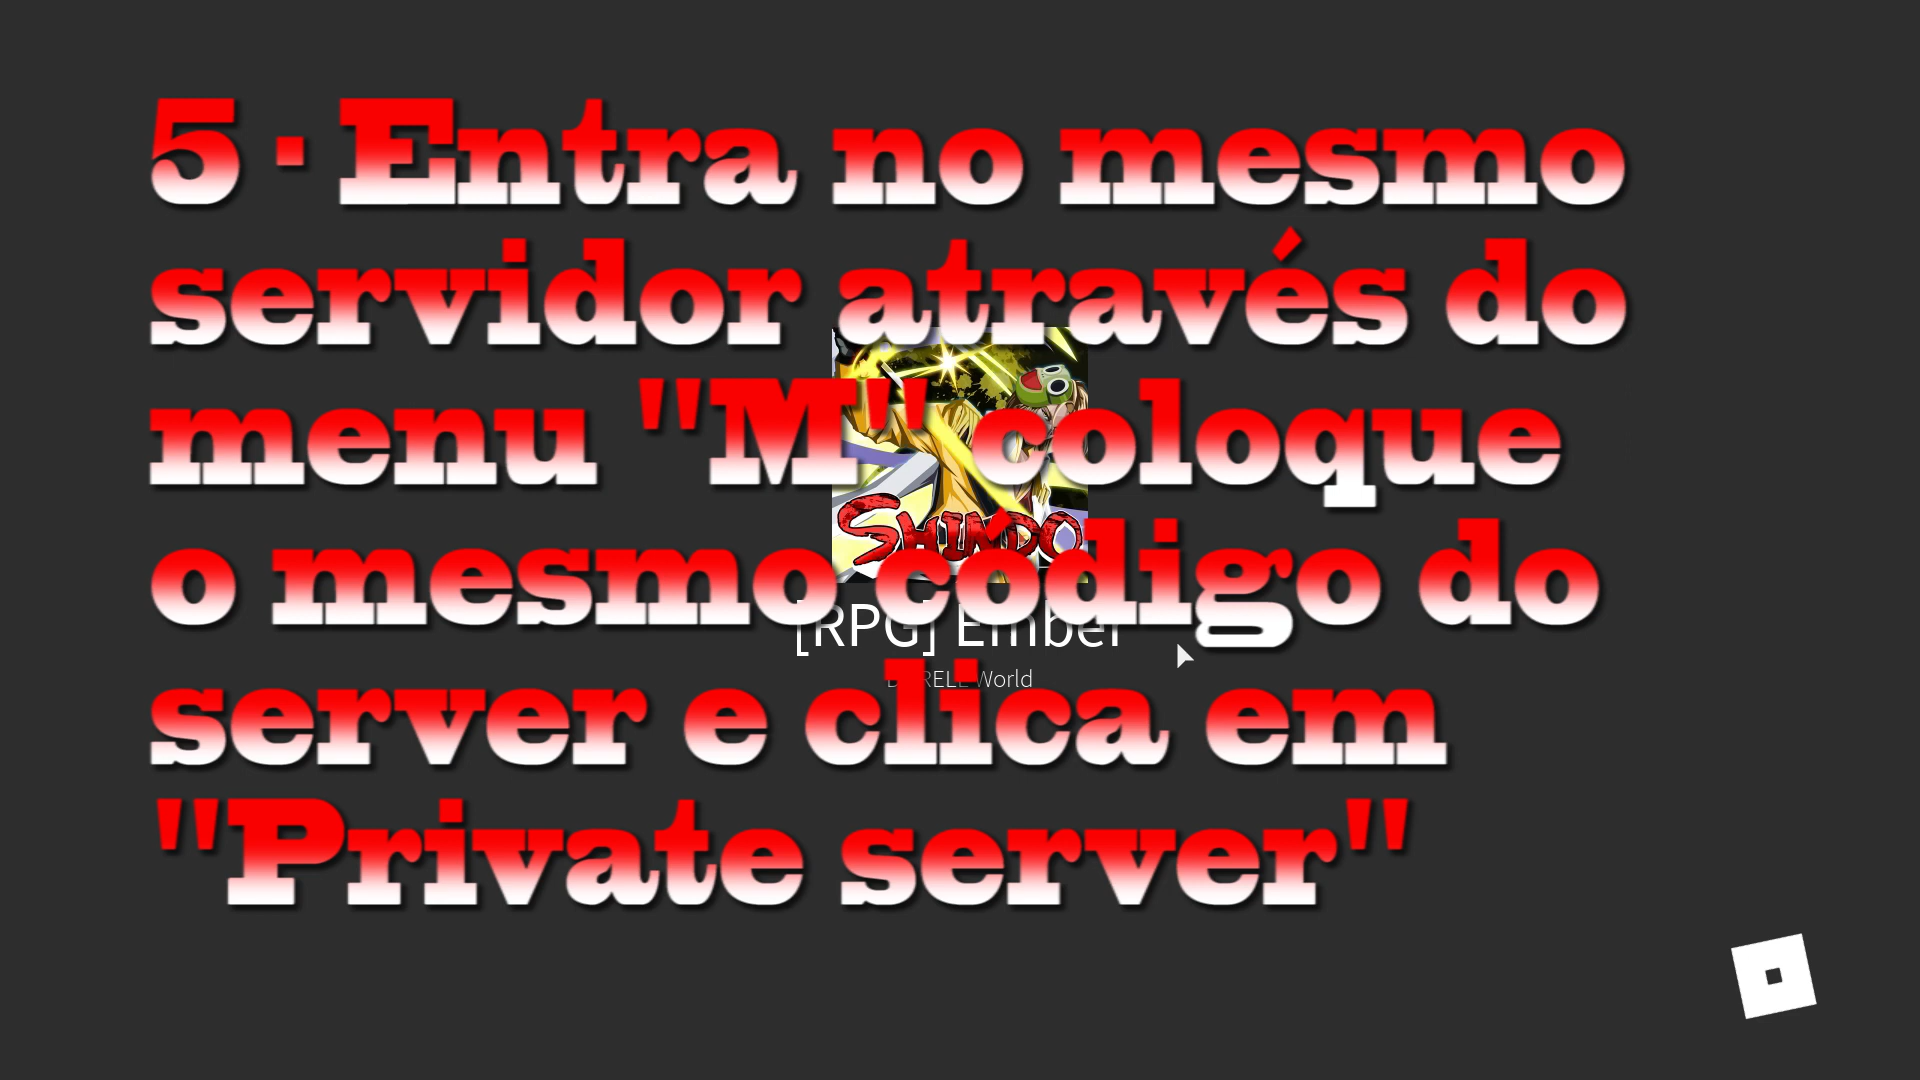 5 · Entra no mesmo
servidor através do
menu "M" coloque
SHINDO
o mesmo código do
[RPG] Ember
server e clica em
World
"Private server"